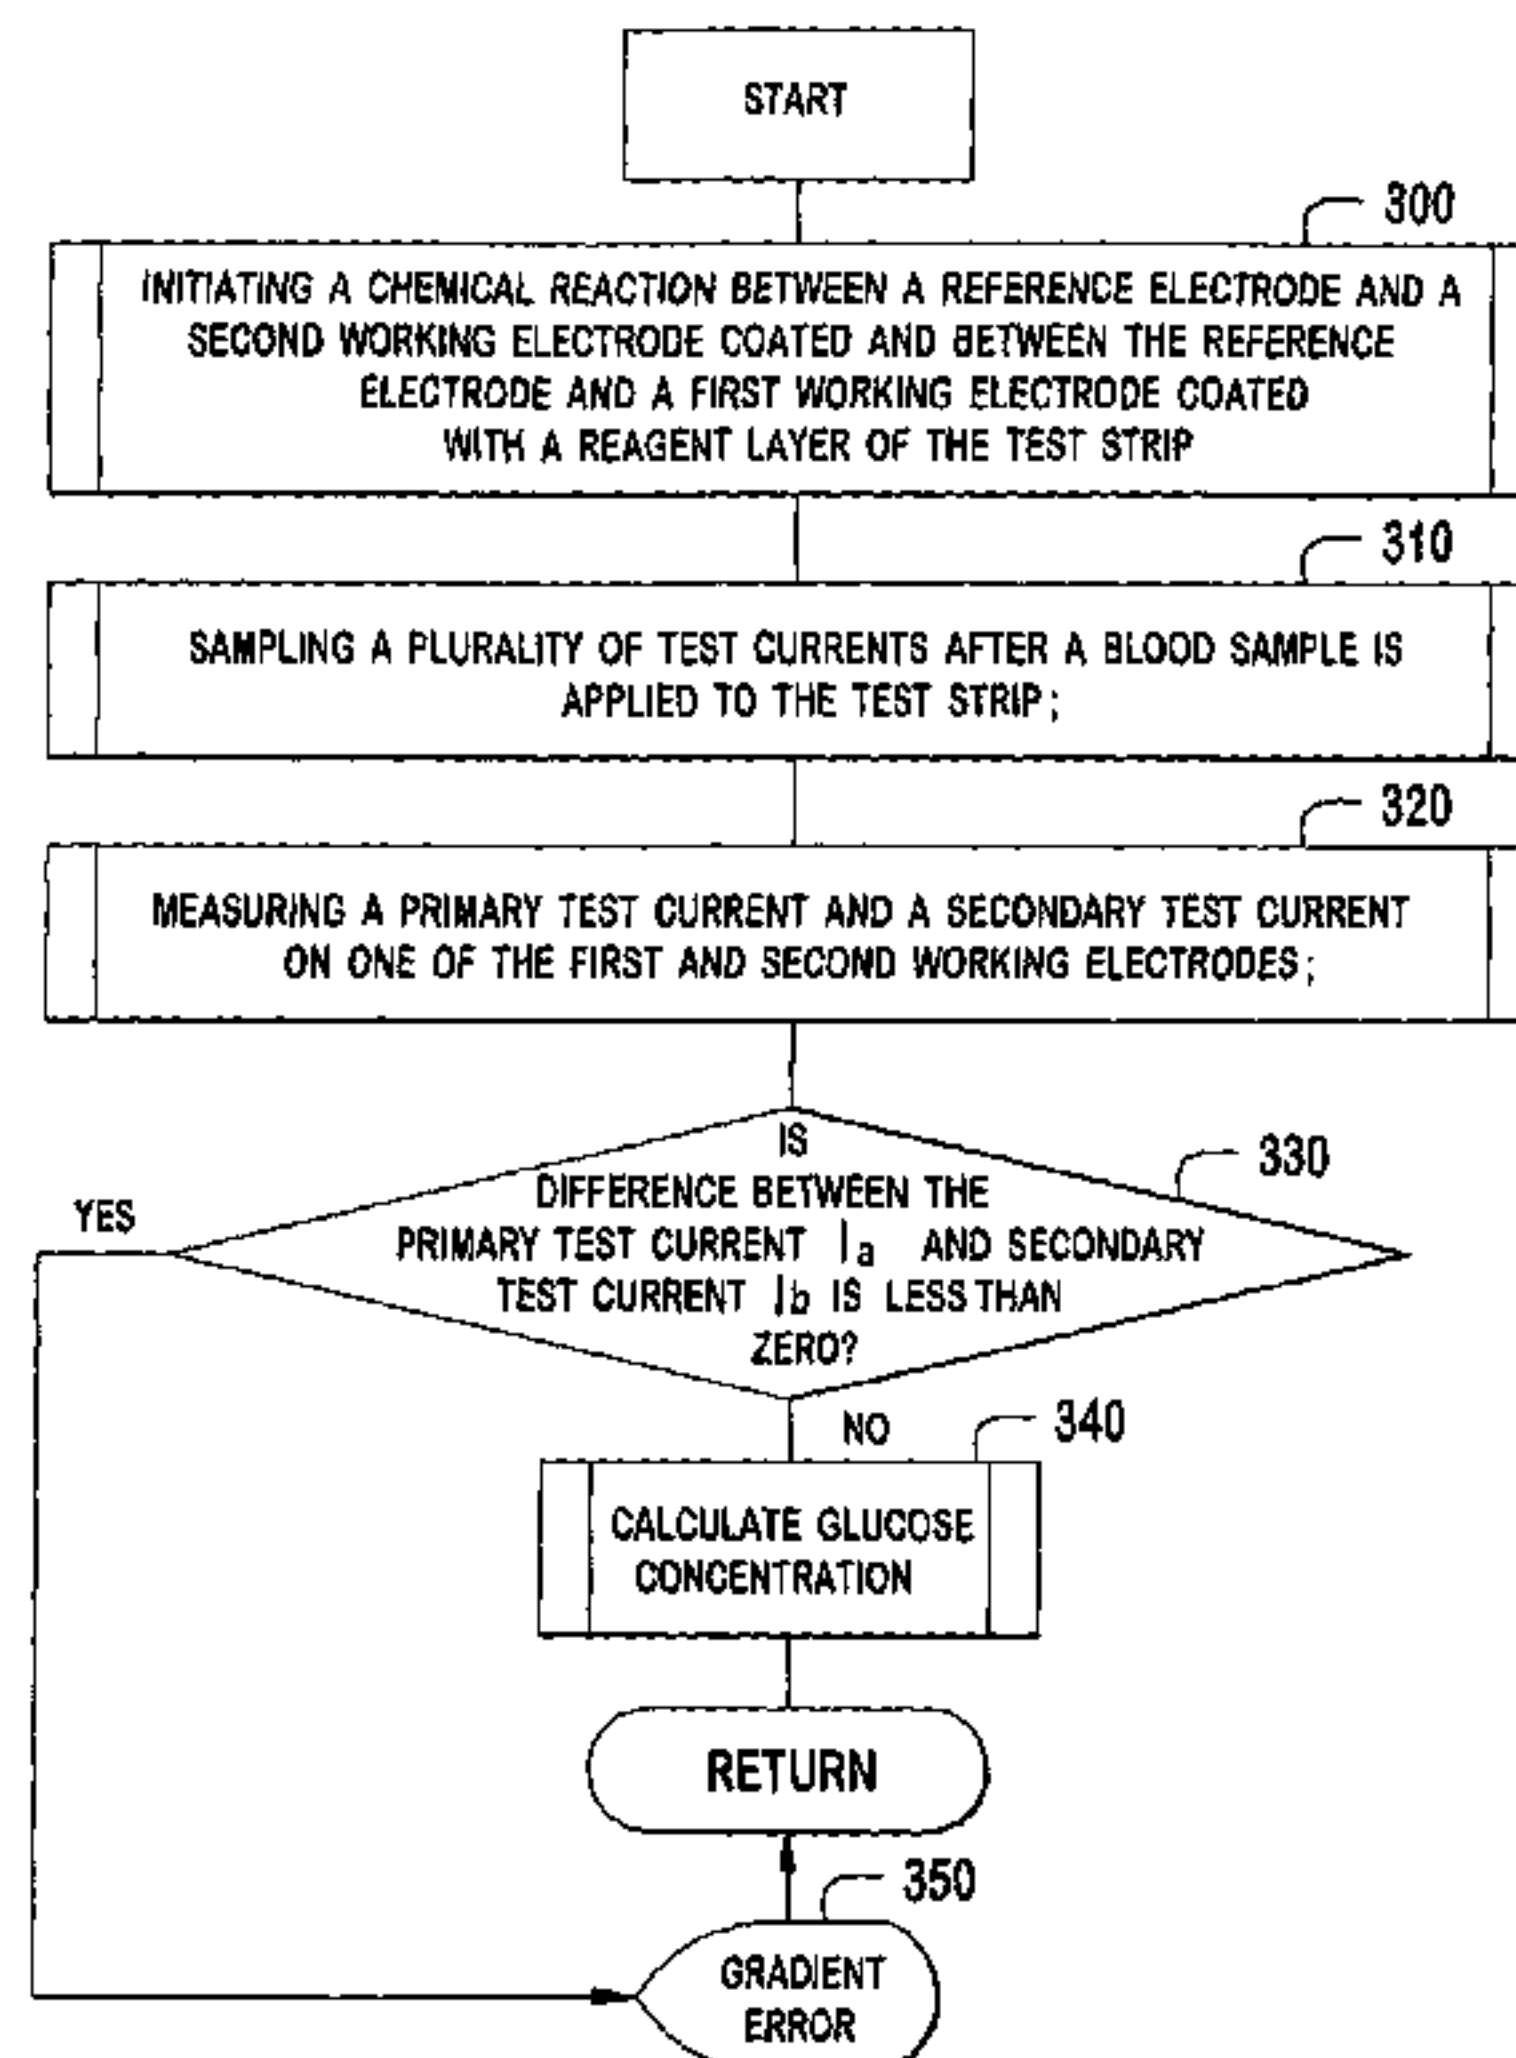 START
300
INITIATING A CHEMICAL REACTION BETWEEN A REFERENCE ELECTRODE AND A
SECOND WORKING ELECTRODE COATED AND BETWEEN THE REFERENCE
ELECTRODE AND A FIRST WORKING ELECTRODE COATED
WITH A REAGENT LAYER OF THE TEST STRIP
310
SAMPLING A PLURALITY OF TEST CURRENTS AFTER A BLOOD SAMPLE IS
APPLIED TO THE TEST STRIP;
320
MEASURING A PRIMARY TEST CURRENT AND A SECONDARY TEST CURRENT
ON ONE OF THE FIRST AND SECOND WORKING ELECTRODES;
330
IS
DIFFERENCE BETWEEN THE
PRIMARY TEST CURRENT Ia AND SECONDARY
TEST CURRENT Ib IS LESS THAN
ZERO?
YES
NO
340
CALCULATE GLUCOSE
CONCENTRATION
RETURN
350
GRADIENT
ERROR